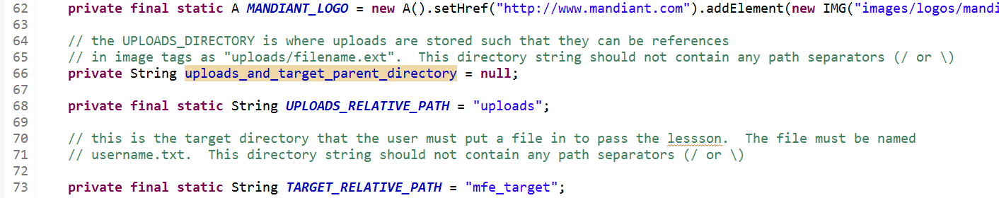 62 private final static A MANDIANT_LOGO = new A().setHref("http://www.mandiant.com").addElement(new IMG("images/logos/mandi
63
64 // the UPLOADS_DIRECTORY is where uploads are stored such that they can be references
65 // in image tags as "uploads/filename.ext".  This directory string should not contain any path separators (/ or \)
66 private String uploads_and_target_parent_directory = null;
67
68 private final static String UPLOADS_RELATIVE_PATH = "uploads";
69
70 // this is the target directory that the user must put a file in to pass the lessson.  The file must be named
71 // username.txt.  This directory string should not contain any path separators (/ or \)
72
73 private final static String TARGET_RELATIVE_PATH = "mfe_target";